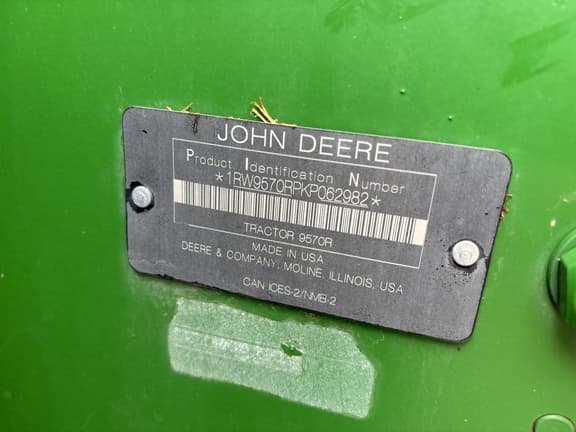 JOHN DEERE
Product Identification Number
*1RW9570RPKP062982*
TRACTOR 9570R
MADE IN USA
DEERE & COMPANY, MOLINE, ILLINOIS, USA
CAN ICES-2/NMB-2